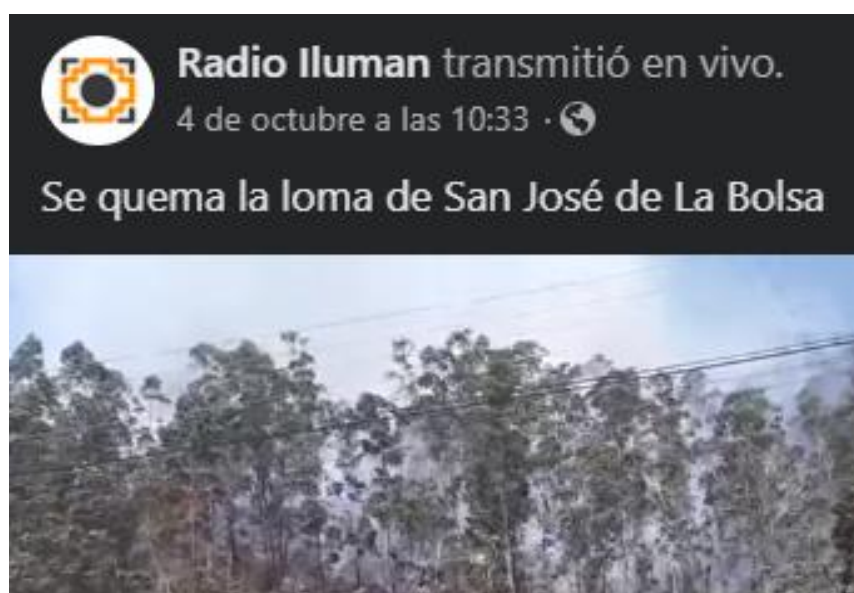 Radio Iluman transmitió en vivo.
4 de octubre a las 10:33 ·
Se quema la loma de San José de La Bolsa